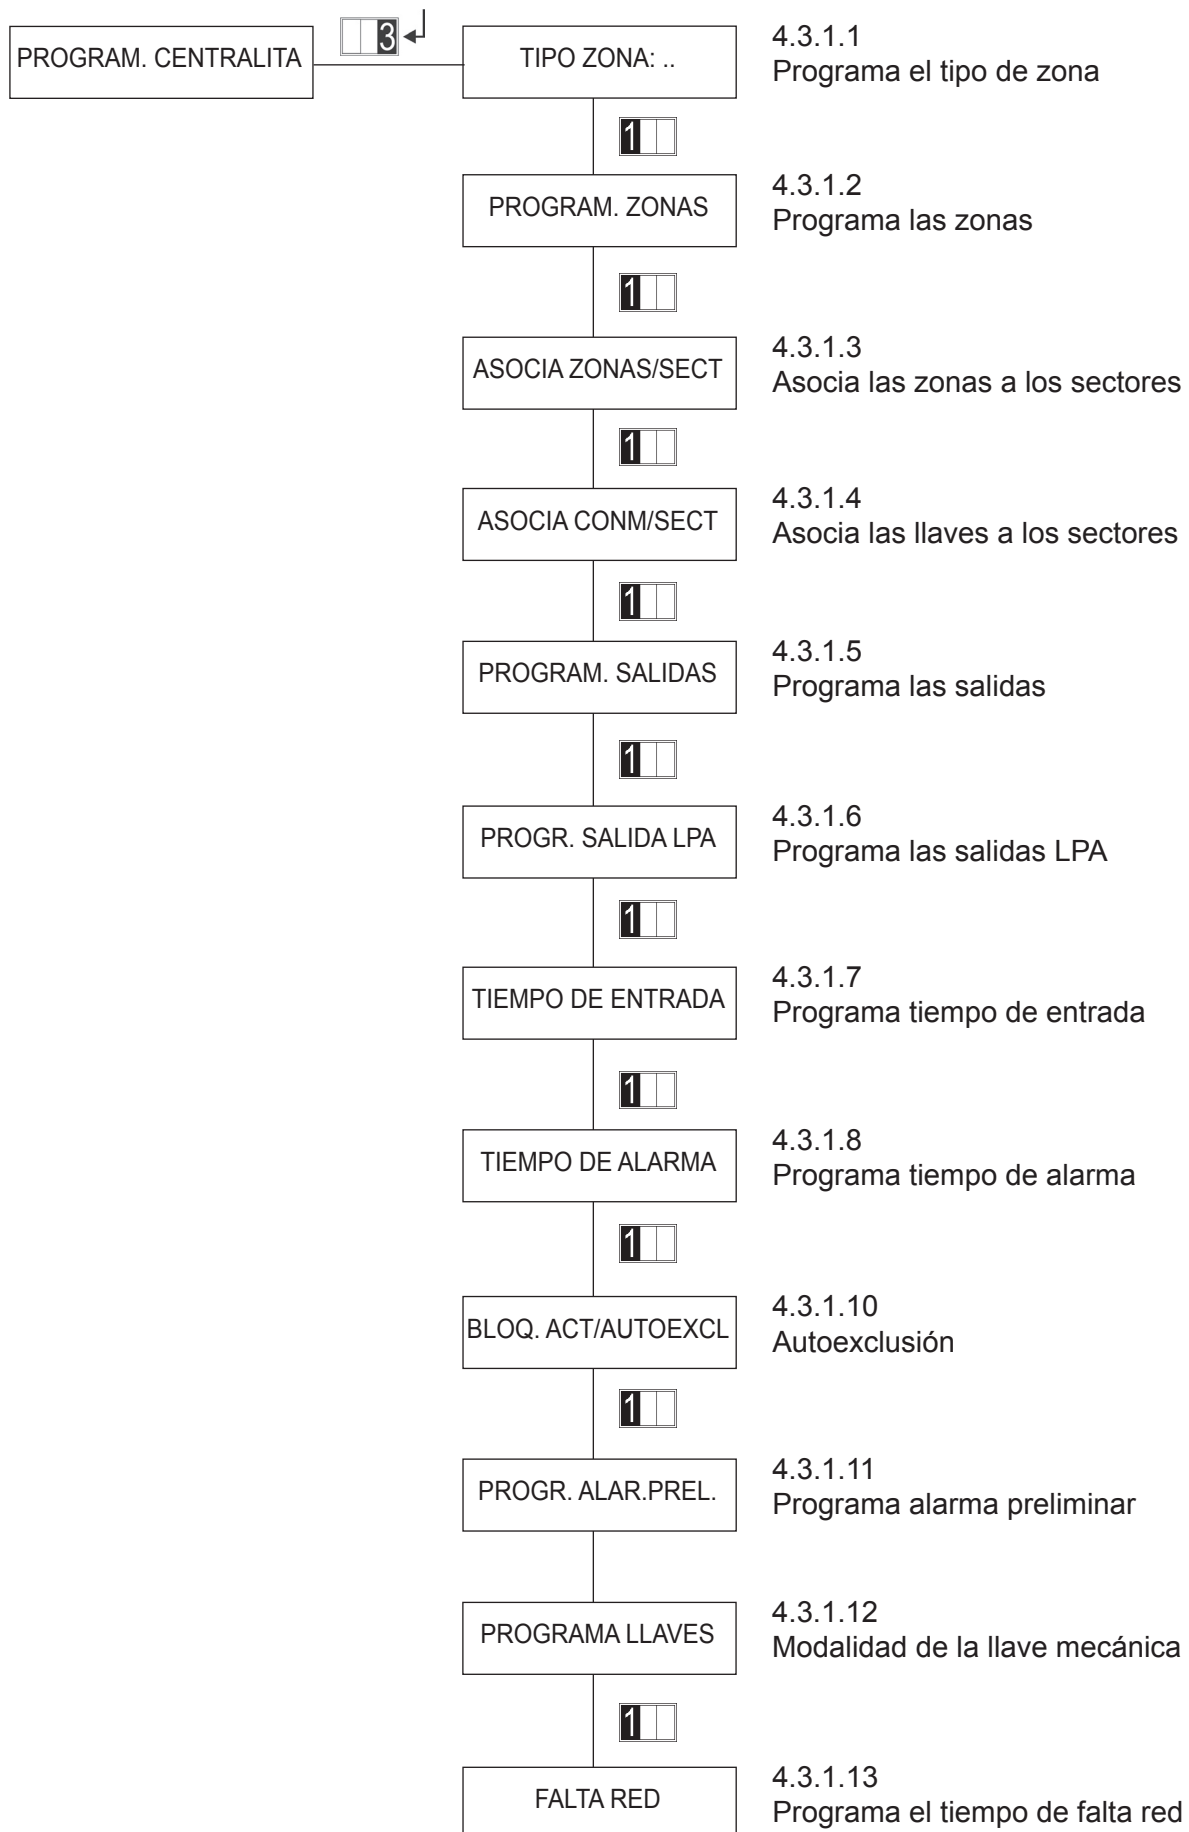 PROGRAM. CENTRALITA
3
TIPO ZONA: ..
4.3.1.1
Programa el tipo de zona
1
PROGRAM. ZONAS
4.3.1.2
Programa las zonas
1
ASOCIA ZONAS/SECT
4.3.1.3
Asocia las zonas a los sectores
1
ASOCIA CONM/SECT
4.3.1.4
Asocia las llaves a los sectores
1
PROGRAM. SALIDAS
4.3.1.5
Programa las salidas
1
PROGR. SALIDA LPA
4.3.1.6
Programa las salidas LPA
1
TIEMPO DE ENTRADA
4.3.1.7
Programa tiempo de entrada
1
TIEMPO DE ALARMA
4.3.1.8
Programa tiempo de alarma
1
BLOQ. ACT/AUTOEXCL
4.3.1.10
Autoexclusión
1
PROGR. ALAR.PREL.
4.3.1.11
Programa alarma preliminar
PROGRAMA LLAVES
4.3.1.12
Modalidad de la llave mecánica
1
FALTA RED
4.3.1.13
Programa el tiempo de falta red